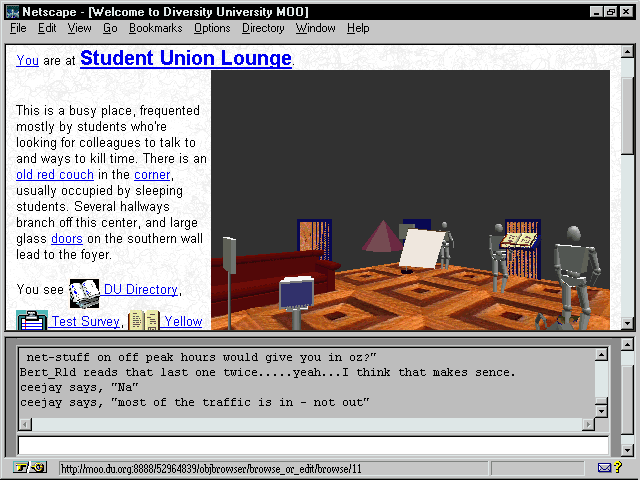 Netscape - [Welcome to Diversity University MOO]
File Edit View Go Bookmarks Options Directory Window Help
You are at Student Union Lounge.
This is a busy place, frequented
mostly by students who're
looking for colleagues to talk to
and ways to kill time. There is an
old red couch in the corner,
usually occupied by sleeping
students. Several hallways
branch off this center, and large
glass doors on the southern wall
lead to the foyer.
You see DU Directory,
Test Survey, Yellow
net-stuff on off peak hours would give you in oz?"
Bert_Rld reads that last one twice.....yeah...I think that makes sence.
ceejay says, "Na"
ceejay says, "most of the traffic is in - not out"
http://moo.du.org:8888/52964839/objbrowser/browse_or_edit/browse/11